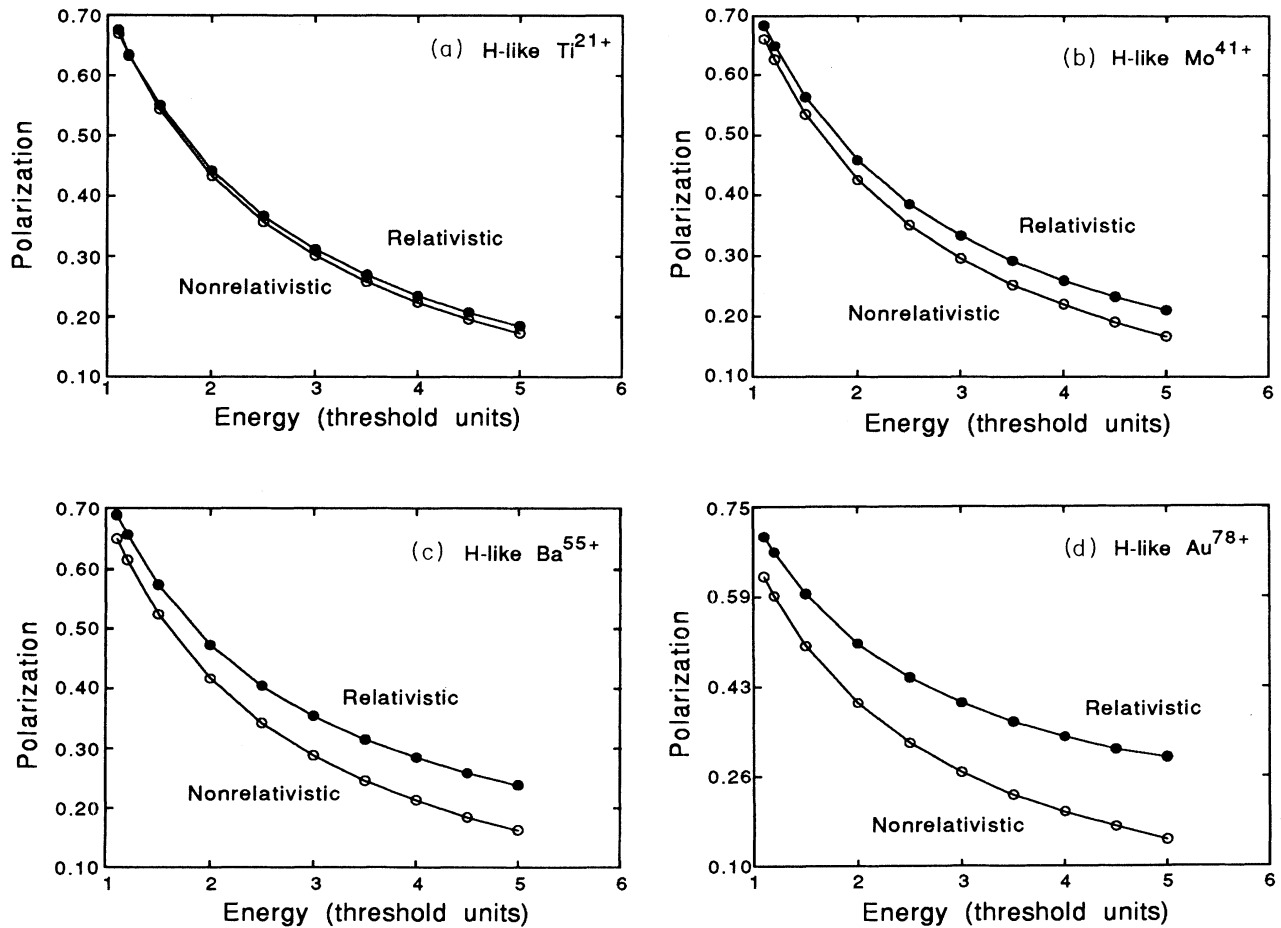 (a) H-like Ti21+
Polarization
0.70
0.60
0.50
0.40
0.30
0.20
0.10
Relativistic
Nonrelativistic
1 2 3 4 5 6
Energy (threshold units)
(b) H-like Mo41+
Polarization
0.70
0.60
0.50
0.40
0.30
0.20
0.10
Relativistic
Nonrelativistic
1 2 3 4 5 6
Energy (threshold units)
(c) H-like Ba55+
Polarization
0.70
0.60
0.50
0.40
0.30
0.20
0.10
Relativistic
Nonrelativistic
1 2 3 4 5 6
Energy (threshold units)
(d) H-like Au78+
Polarization
0.75
0.59
0.43
0.26
0.10
Relativistic
Nonrelativistic
1 2 3 4 5 6
Energy (threshold units)